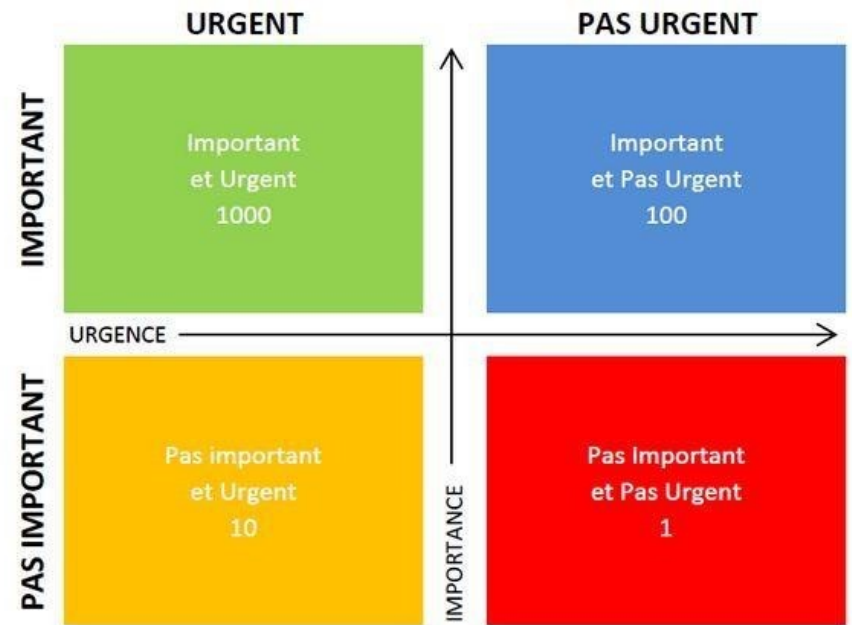 URGENT
PAS URGENT
IMPORTANT
Important
et Urgent
1000
Important
et Pas Urgent
100
URGENCE
PAS IMPORTANT
Pas important
et Urgent
10
IMPORTANCE
Pas Important
et Pas Urgent
1